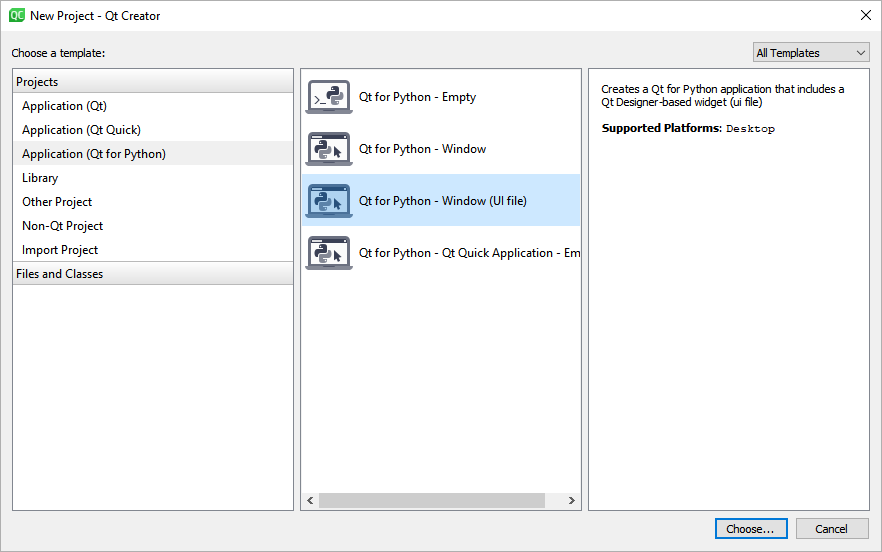 QC New Project - Qt Creator
Choose a template:
All Templates
Projects
Application (Qt)
Application (Qt Quick)
Application (Qt for Python)
Library
Other Project
Non-Qt Project
Import Project
Files and Classes
Qt for Python - Empty
Qt for Python - Window
Qt for Python - Window (UI file)
Qt for Python - Qt Quick Application - Em
Creates a Qt for Python application that includes a
Qt Designer-based widget (ui file)
Supported Platforms: Desktop
Choose...
Cancel